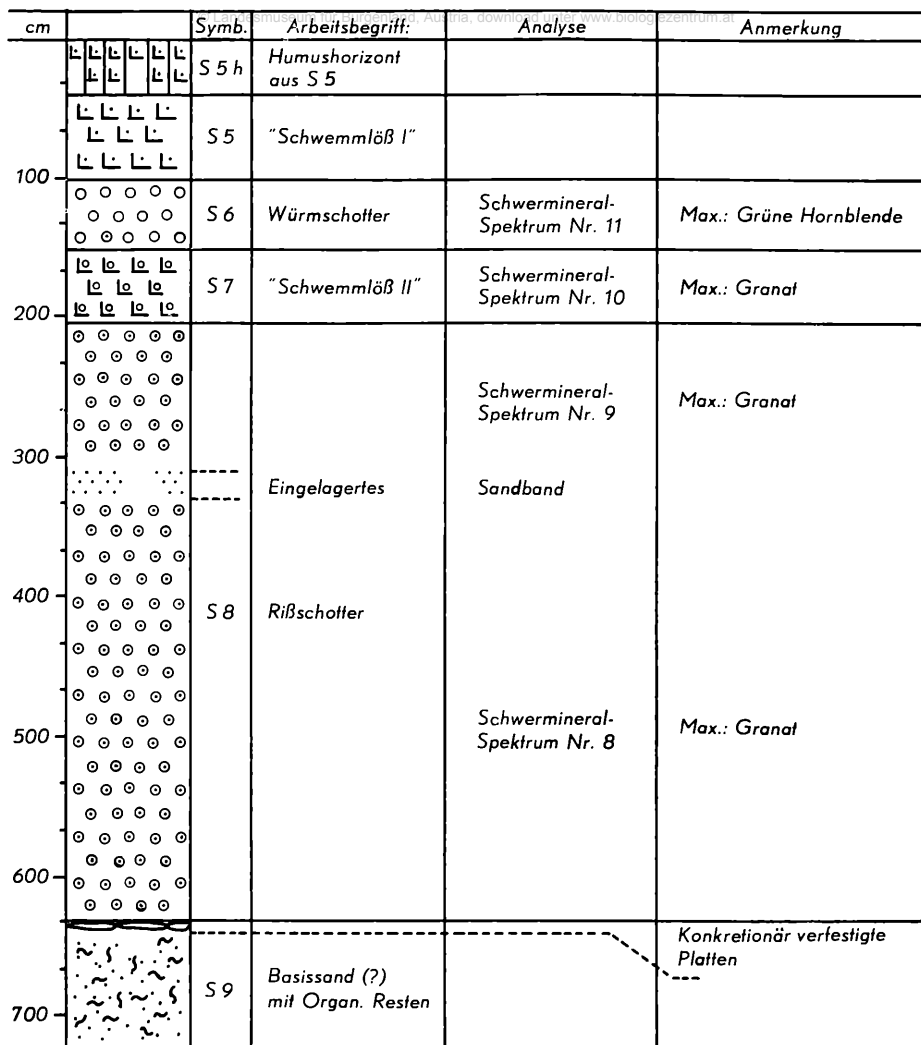 © Landesmuseum für Burgenland, Austria, download unter www.biologiezentrum.at
cm Symb. Arbeitsbegriff: Analyse Anmerkung
S 5 h Humushorizont
aus S 5
S 5 "Schwemmlöß I"
100
S 6 Würmschotter Schwermineral-
Spektrum Nr. 11 Max.: Grüne Hornblende
S 7 "Schwemmlöß II" Schwermineral-
Spektrum Nr. 10 Max.: Granat
200
Schwermineral-
Spektrum Nr. 9 Max.: Granat
300
Eingelagertes Sandband
400
S 8 Rißschotter
500
Schwermineral-
Spektrum Nr. 8 Max.: Granat
600
Konkretionär verfestigte
Platten
S 9 Basissand (?)
mit Organ. Resten
700